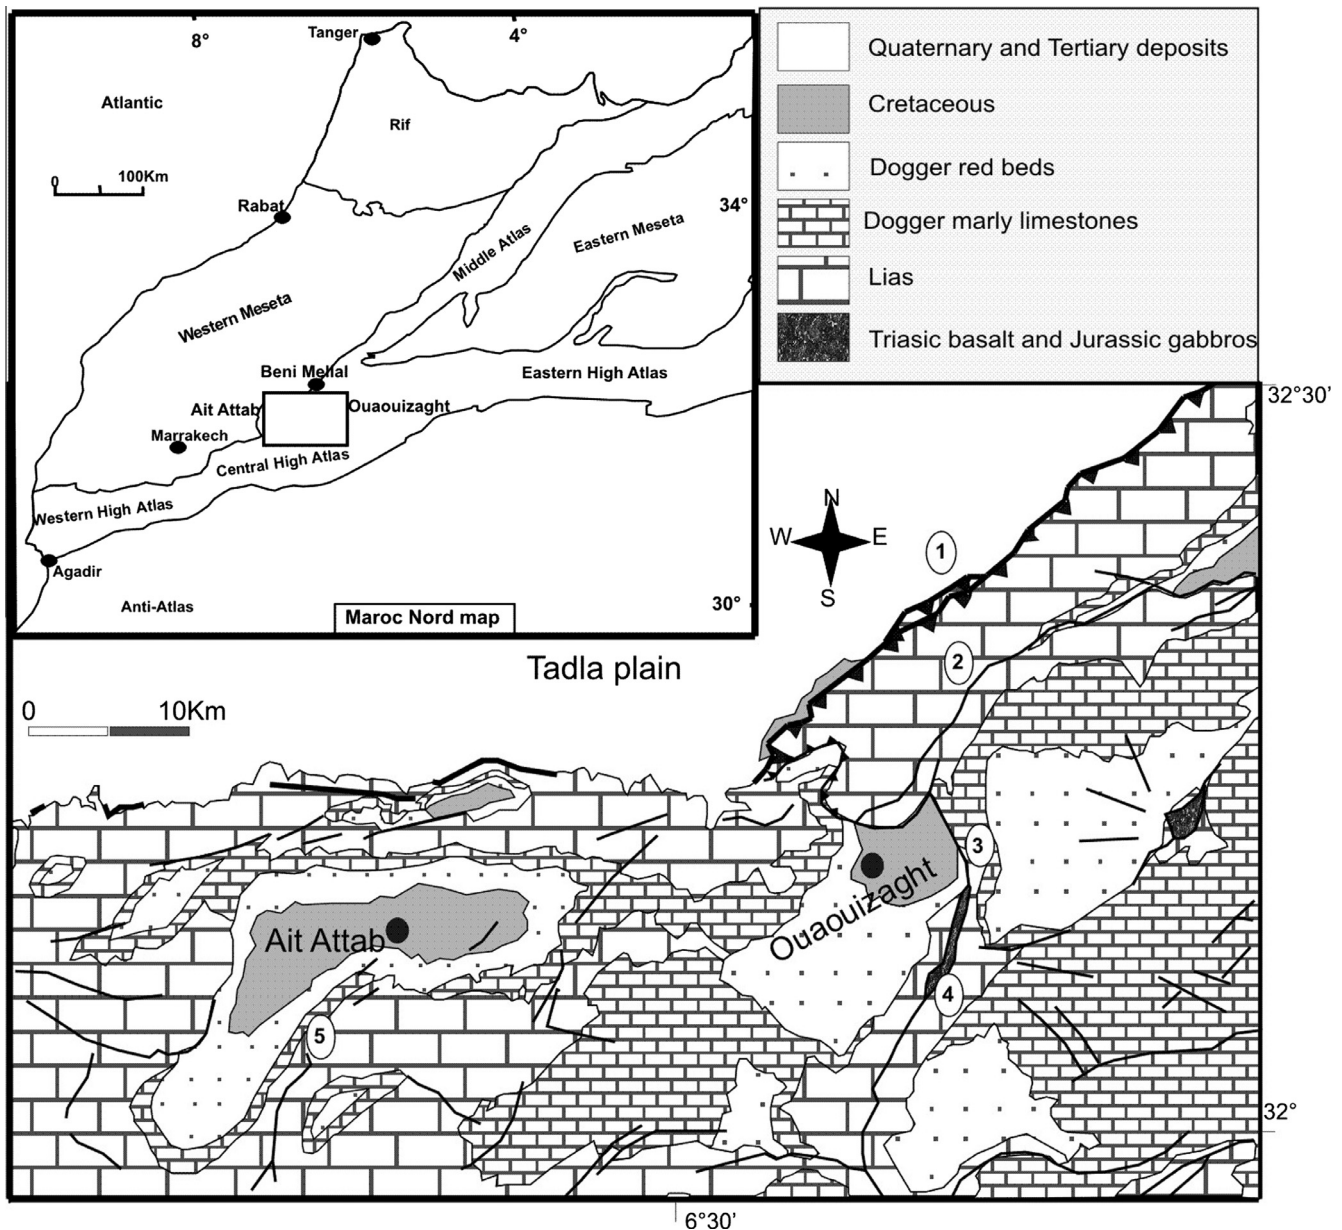 8°
4°
Tanger
Atlantic
Rif
0
100Km
Rabat
34°
Middle Atlas
Eastern Meseta
Western Meseta
Beni Mellal
Eastern High Atlas
Ait Attab
Ouaouizaght
Marrakech
Central High Atlas
Western High Atlas
Agadir
Anti-Atlas
30°
Maroc Nord map
Quaternary and Tertiary deposits
Cretaceous
Dogger red beds
Dogger marly limestones
Lias
Triasic basalt and Jurassic gabbros
32°30’
N
W
E
S
1
2
Tadla plain
0
10Km
3
Ouaouizaght
Ait Attab
4
5
32°
6°30’